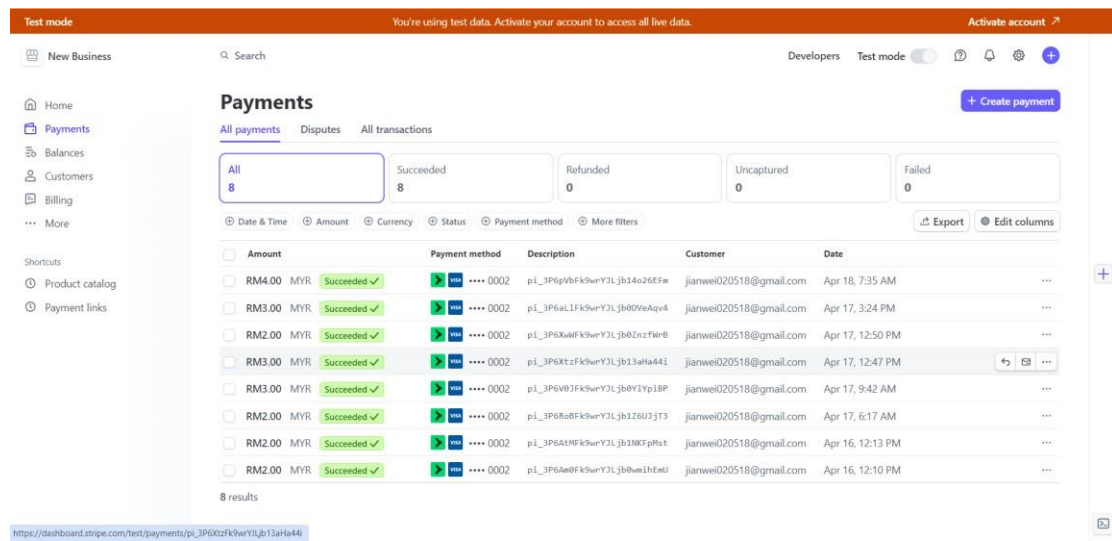 Test mode You're using test data. Activate your account to access all live data. Activate account
New Business Search Developers Test mode
Home
Payments
Balances
Customers
Billing
More
Shortcuts
Product catalog
Payment links
Payments + Create payment
All payments Disputes All transactions
All Succeeded Refunded Uncaptured Failed
8 8 0 0 0
Date & Time Amount Currency Status Payment method More filters Export Edit columns
Amount Payment method Description Customer Date
RM4.00 MYR Succeeded ✓ VISA •••• 0002 pi_3P6pVbFk9wrYJLjb14o26EFm jianwei020518@gmail.com Apr 18, 7:35 AM
RM3.00 MYR Succeeded ✓ VISA •••• 0002 pi_3P6aLlFk9wrYJLjb0DVeAqv4 jianwei020518@gmail.com Apr 17, 3:24 PM
RM2.00 MYR Succeeded ✓ VISA •••• 0002 pi_3P6XwWFk9wrYJLjb0ZnzfWrB jianwei020518@gmail.com Apr 17, 12:50 PM
RM3.00 MYR Succeeded ✓ VISA •••• 0002 pi_3P6XtzFk9wrYJLjb13aHa44i jianwei020518@gmail.com Apr 17, 12:47 PM
RM3.00 MYR Succeeded ✓ VISA •••• 0002 pi_3P6V0JFk9wrYJLjb0YlYpiBP jianwei020518@gmail.com Apr 17, 9:42 AM
RM2.00 MYR Succeeded ✓ VISA •••• 0002 pi_3P6RoBFk9wrYJLjb1Z6UJjT3 jianwei020518@gmail.com Apr 17, 6:17 AM
RM2.00 MYR Succeeded ✓ VISA •••• 0002 pi_3P6AtMFk9wrYJLjb1NKFpMst jianwei020518@gmail.com Apr 16, 12:13 PM
RM2.00 MYR Succeeded ✓ VISA •••• 0002 pi_3P6Am0Fk9wrYJLjb0wmihEmU jianwei020518@gmail.com Apr 16, 12:10 PM
8 results
https://dashboard.stripe.com/test/payments/pi_3P6XtzFk9wrYJLjb13aHa44i